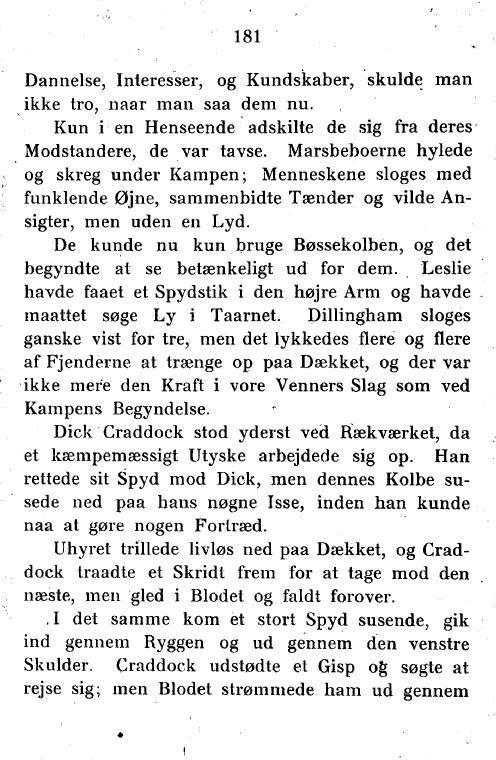 181
Dannelse, Interesser, og Kundskaber, skulde man
ikke tro, naar man saa dem nu.
Kun i en Henseende adskilte de sig fra deres
Modstandere, de var tavse. Marsbeboerne hylede
og skreg under Kampen; Menneskene sloges med
funklende Øjne, sammenbidte Tænder og vilde An-
sigter, men uden en Lyd.
De kunde nu kun bruge Bøssekolben, og det
begyndte at se betænkeligt ud for dem. Leslie
havde faaet et Spydstik i den højre Arm og havde
maattet søge Ly i Taarnet. Dillingham sloges
ganske vist for tre, men det lykkedes flere og flere
af Fjenderne at trænge op paa Dækket, og der var
ikke mere den Kraft i vore Venners Slag som ved
Kampens Begyndelse.
Dick Craddock stod yderst ved Rækværket, da
et kæmpemæssigt Utyske arbejdede sig op. Han
rettede sit Spyd mod Dick, men dennes Kolbe su-
sede ned paa hans nøgne Isse, inden han kunde
naa at gøre nogen Fortræd.
Uhyret trillede livløs ned paa Dækket, og Crad-
dock traadte et Skridt frem for at tage mod den
næste, men gled i Blodet og faldt forover.
I det samme kom et stort Spyd susende, gik
ind gennem Ryggen og ud gennem den venstre
Skulder. Craddock udstødte et Gisp og søgte at
rejse sig; men Blodet strømmede ham ud gennem